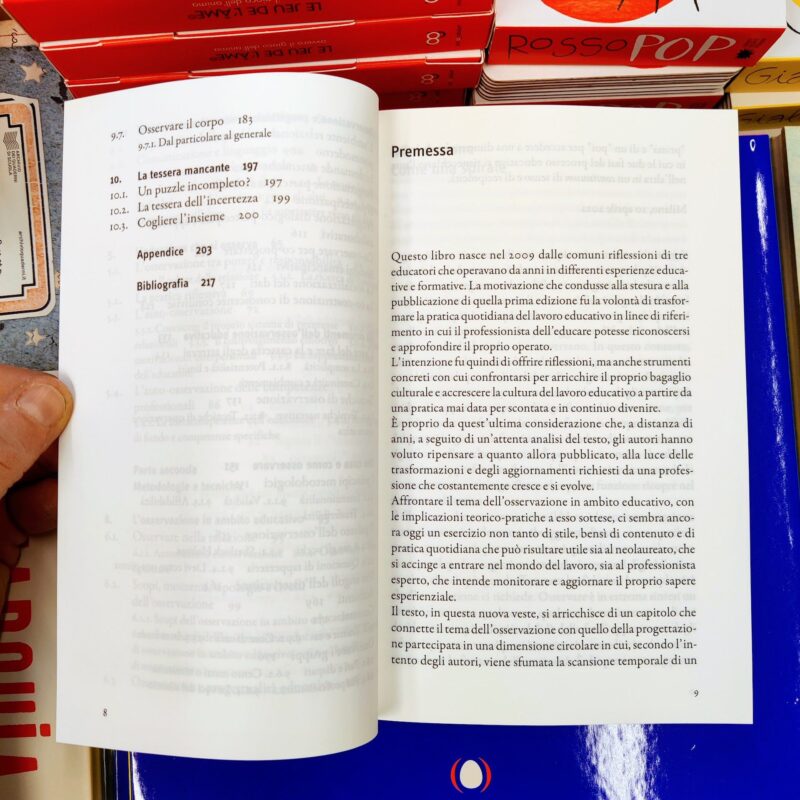 LE JEU DE L'ÂME®
LE JEU DE L'ÂME®
ovvero il gioco dell'anima
ROSSOPOP
9.7. Osservare il corpo 183
9.7.1. Dal particolare al generale
10. La tessera mancante 197
10.1. Un puzzle incompleto? 197
10.2. La tessera dell'incertezza 199
10.3. Cogliere l'insieme 200
Appendice 203
Bibliografia 217
8
Premessa
Questo libro nasce nel 2009 dalle comuni riflessioni di tre
educatori che operavano da anni in differenti esperienze educa-
tive e formative. La motivazione che condusse alla stesura e alla
pubblicazione di quella prima edizione fu la volontà di trasfor-
mare la pratica quotidiana del lavoro educativo in linee di riferi-
mento in cui il professionista dell'educare potesse riconoscersi
e approfondire il proprio operato.
L'intenzione fu quindi di offrire riflessioni, ma anche strumenti
concreti con cui confrontarsi per arricchire il proprio bagaglio
culturale e accrescere la cultura del lavoro educativo a partire da
una pratica mai data per scontata e in continuo divenire.
È proprio da quest'ultima considerazione che, a distanza di
anni, a seguito di un'attenta analisi del testo, gli autori hanno
voluto ripensare a quanto allora pubblicato, alla luce delle
trasformazioni e degli aggiornamenti richiesti da una profes-
sione che costantemente cresce e si evolve.
Affrontare il tema dell'osservazione in ambito educativo, con
le implicazioni teorico-pratiche a esso sottese, ci sembra anco-
ra oggi un esercizio non tanto di stile, bensì di contenuto e di
pratica quotidiana che può risultare utile sia al neolaureato, che
si accinge a entrare nel mondo del lavoro, sia al professionista
esperto, che intende monitorare e aggiornare il proprio sapere
esperienziale.
Il testo, in questa nuova veste, si arricchisce di un capitolo che
connette il tema dell'osservazione con quello della progettazio-
ne partecipata in una dimensione circolare in cui, secondo l'in-
tento degli autori, viene sfumata la scansione temporale di un
9